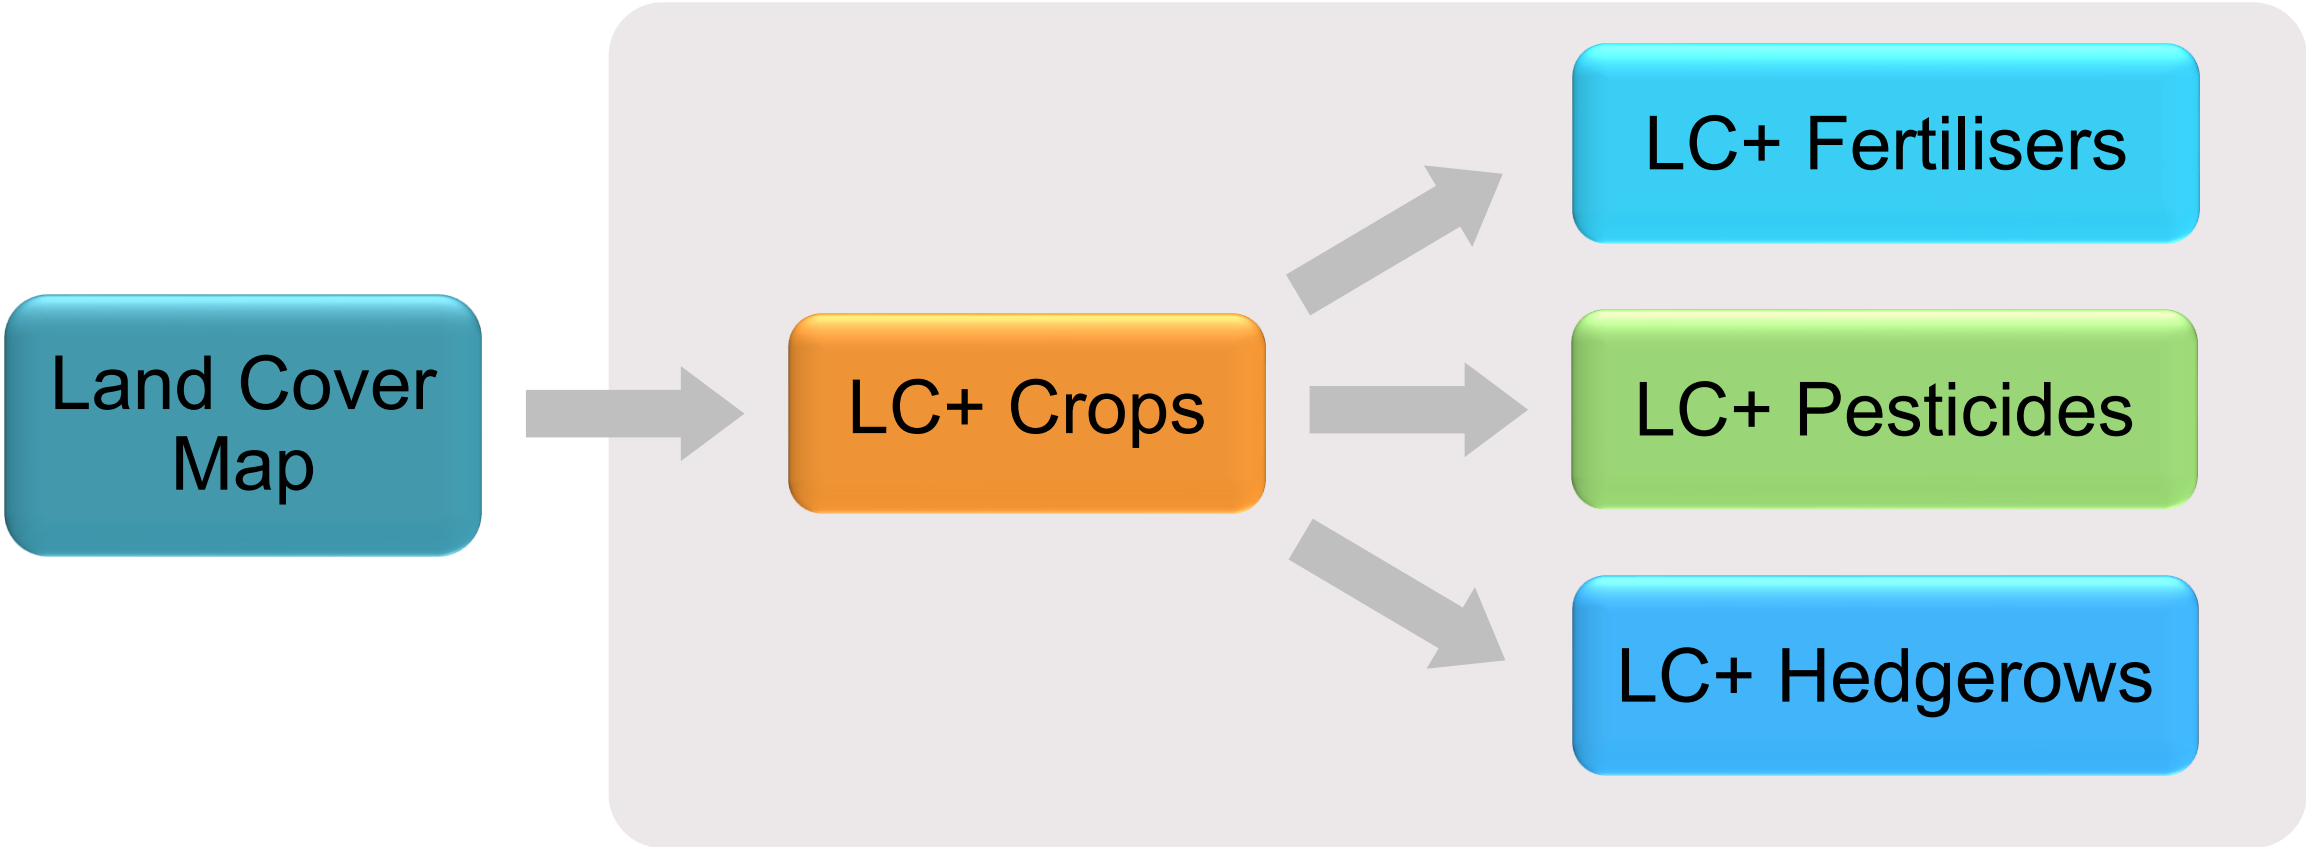 Land Cover
Map
LC+ Crops
LC+ Fertilisers
LC+ Pesticides
LC+ Hedgerows